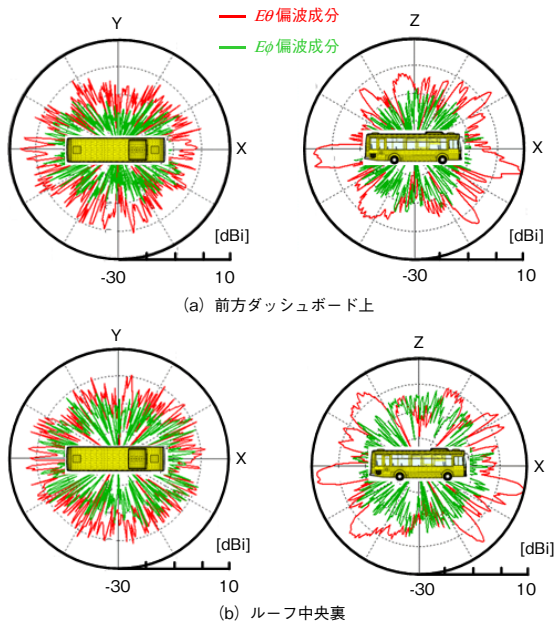 Eθ偏波成分
Eφ偏波成分
Y
X
[dBi]
-30 10
Z
X
[dBi]
-30 10
(a) 前方ダッシュボード上
Y
X
[dBi]
-30 10
Z
X
[dBi]
-30 10
(b) ルーフ中央裏